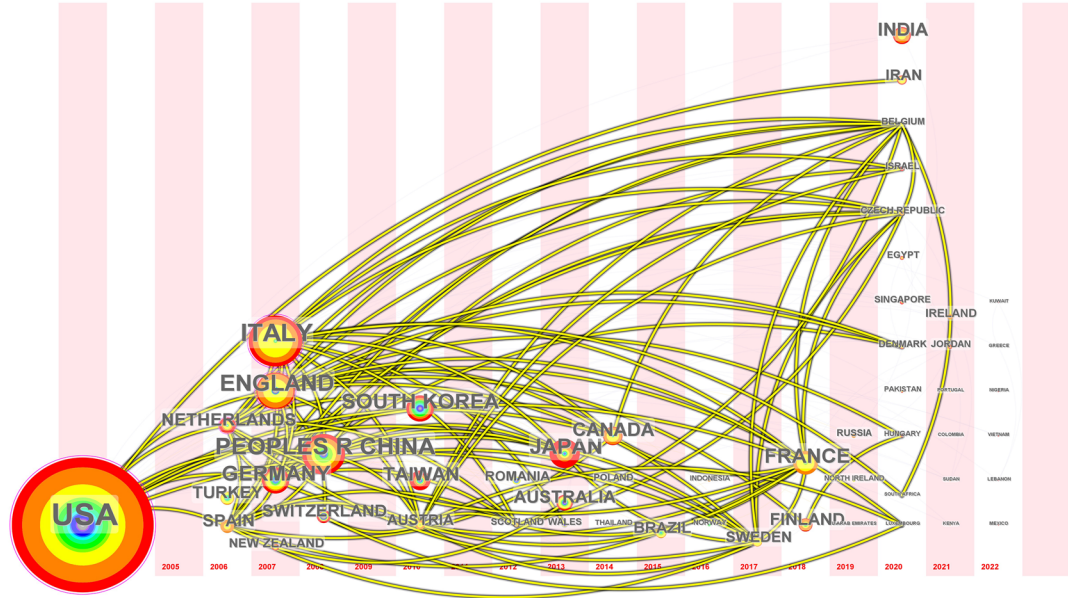 INDIA
IRAN
BELGIUM
ISRAEL
CZECH REPUBLIC
EGYPT
SINGAPORE
KUWAIT
IRELAND
ITALY
DENMARK
JORDAN
GREECE
ENGLAND
PAKISTAN
PORTUGAL
NIGERIA
SOUTH KOREA
NETHERLANDS
CANADA
RUSSIA
HUNGARY
COLOMBIA
VIETNAM
PEOPLES R CHINA
JAPAN
FRANCE
GERMANY
TAIWAN
ROMANIA
POLAND
INDONESIA
NORTH IRELAND
SUDAN
LEBANON
TURKEY
AUSTRALIA
SOUTH AFRICA
USA
SPAIN
SWITZERLAND
AUSTRIA
SCOTLAND
WALES
THAILAND
BRAZIL
NORWAY
FINLAND
ARAB EMIRATES
LUXEMBOURG
KENYA
MEXICO
SWEDEN
NEW ZEALAND
2005 2006 2007 2008 2009 2010 2012 2013 2014 2015 2016 2017 2018 2019 2020 2021 2022